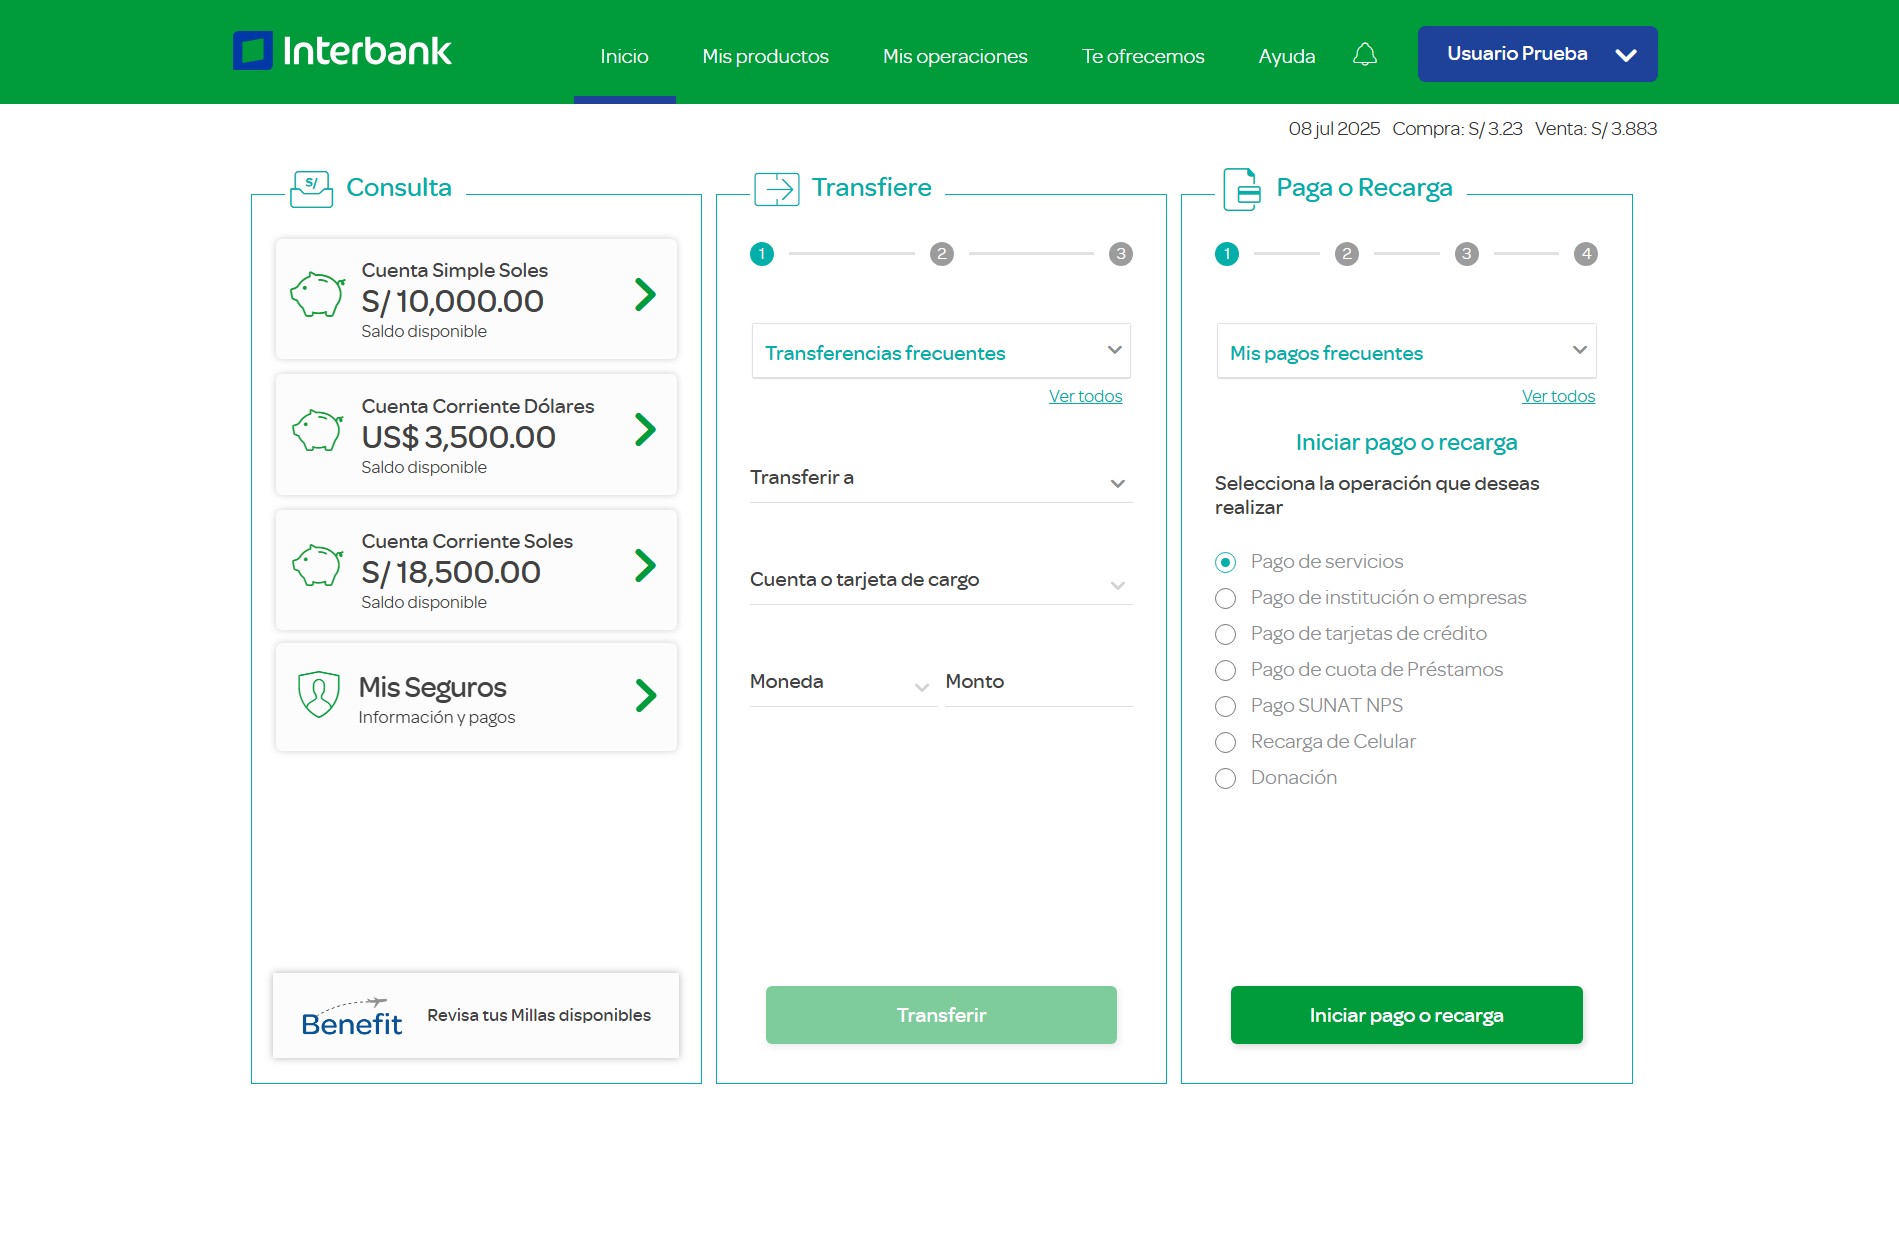 Interbank
Inicio
Mis productos
Mis operaciones
Te ofrecemos
Ayuda
Usuario Prueba
08 jul 2025 Compra: S/ 3.23 Venta: S/ 3.883
S/ Consulta
Cuenta Simple Soles
S/ 10,000.00
Saldo disponible
Cuenta Corriente Dólares
US$ 3,500.00
Saldo disponible
Cuenta Corriente Soles
S/ 18,500.00
Saldo disponible
Mis Seguros
Información y pagos
Benefit
Revisa tus Millas disponibles
Transfiere
1 2 3
Transferencias frecuentes
Ver todos
Transferir a
Cuenta o tarjeta de cargo
Moneda Monto
Transferir
Paga o Recarga
1 2 3 4
Mis pagos frecuentes
Ver todos
Iniciar pago o recarga
Selecciona la operación que deseas
realizar
Pago de servicios
Pago de institución o empresas
Pago de tarjetas de crédito
Pago de cuota de Préstamos
Pago SUNAT NPS
Recarga de Celular
Donación
Iniciar pago o recarga